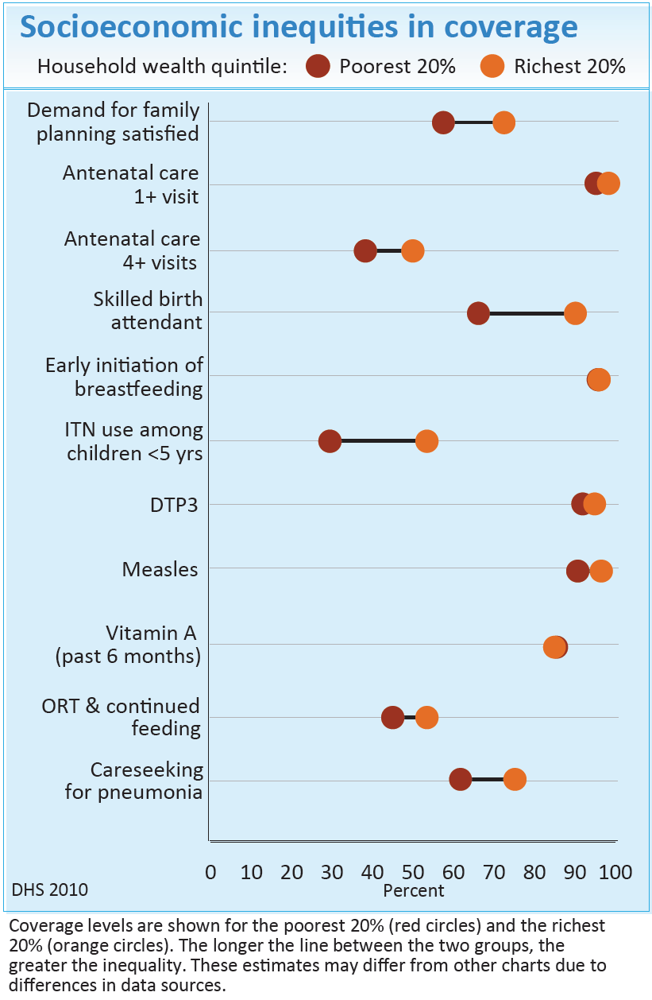 Socioeconomic inequities in coverage
Household wealth quintile: Poorest 20% Richest 20%
Demand for family
planning satisfied
Antenatal care
1+ visit
Antenatal care
4+ visits
Skilled birth
attendant
Early initiation of
breastfeeding
ITN use among
children <5 yrs
DTP3
Measles
Vitamin A
(past 6 months)
ORT & continued
feeding
Careseeking
for pneumonia
0 10 20 30 40 50 60 70 80 90 100
Percent
DHS 2010
Coverage levels are shown for the poorest 20% (red circles) and the richest
20% (orange circles). The longer the line between the two groups, the
greater the inequality. These estimates may differ from other charts due to
differences in data sources.